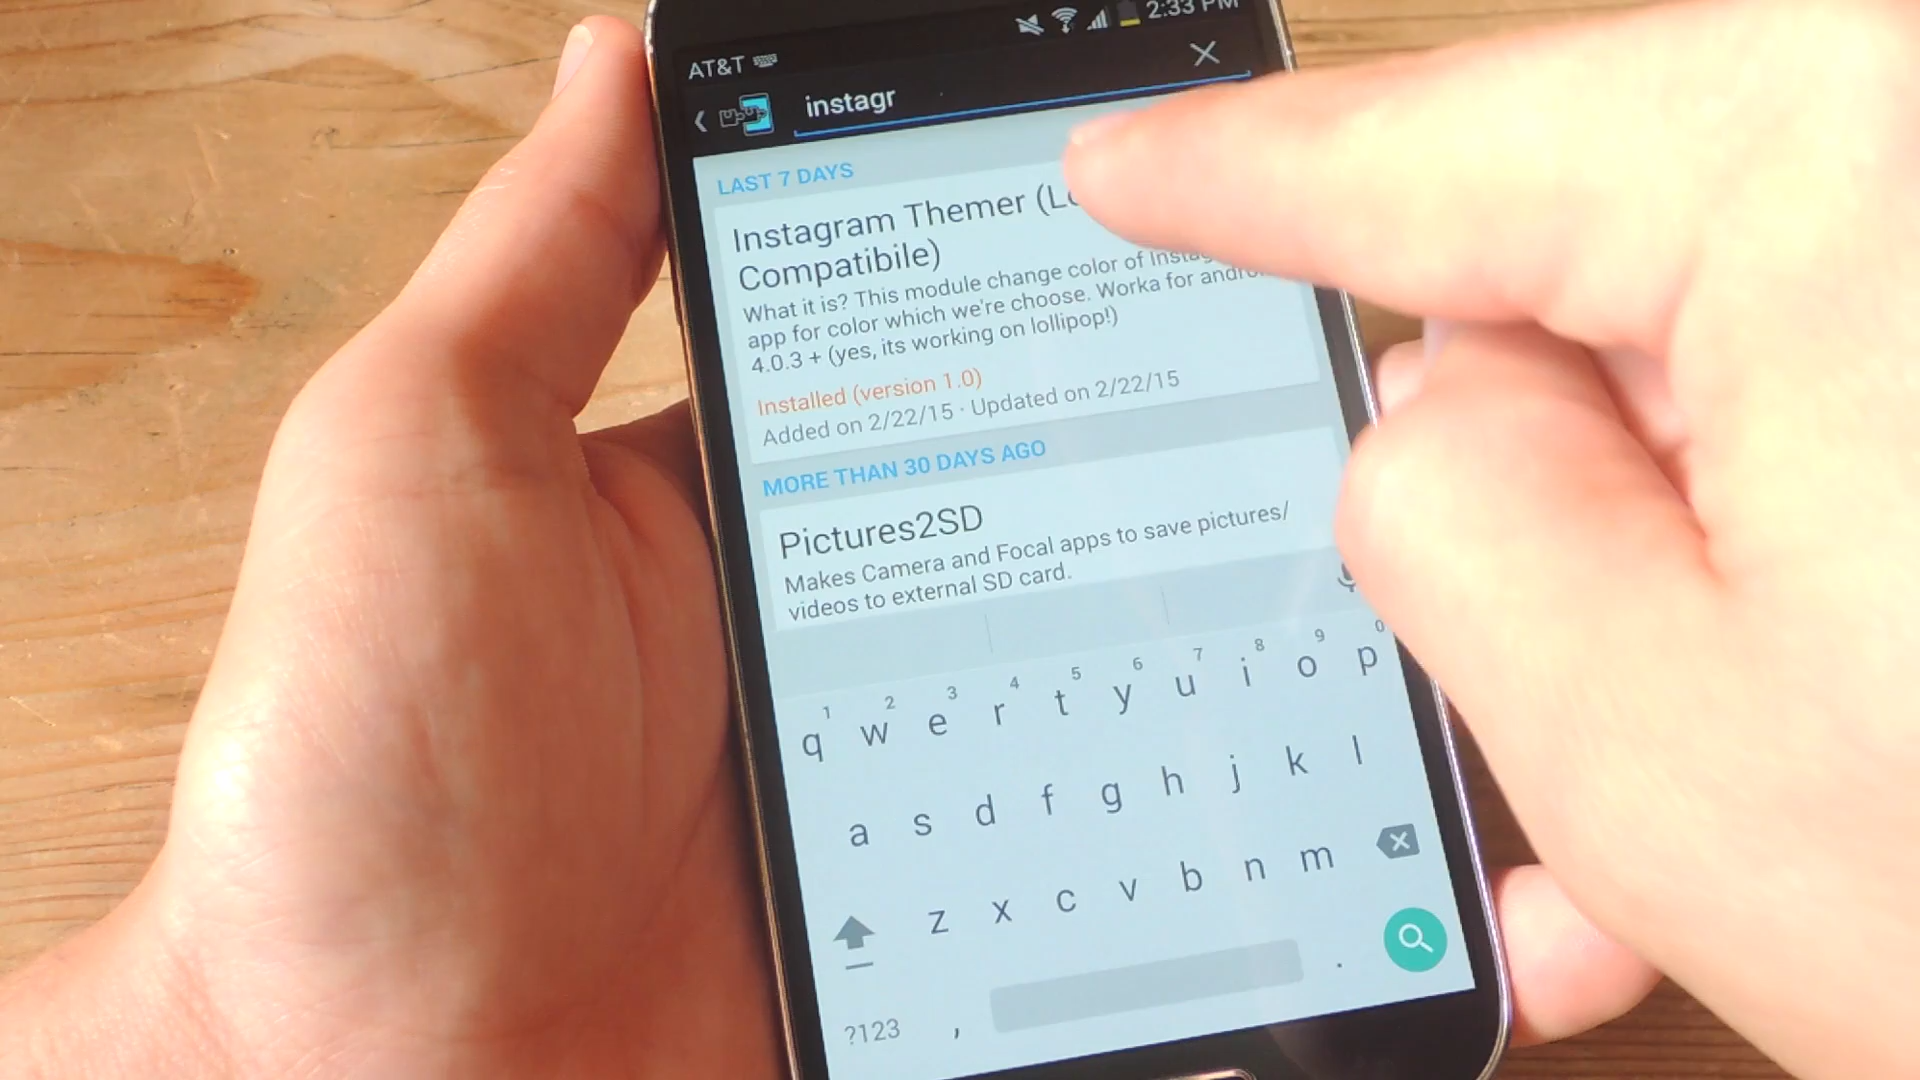 2:33 PM
AT&T
instagr
LAST 7 DAYS
Instagram Themer
Compatibile)
What it is? This module change color of
app for color which we're choose. Worka for
4.0.3 + (yes, its working on lollipop!)
Installed (version 1.0)
Added on 2/22/15 · Updated on 2/22/15
MORE THAN 30 DAYS AGO
Pictures2SD
Makes Camera and Focal apps to save pictures/
videos to external SD card.
1 2 3 4 5 6 7 8 9 0
q w e r t y u i o p
a s d f g h j k l
z x c v b n m
?123 , .